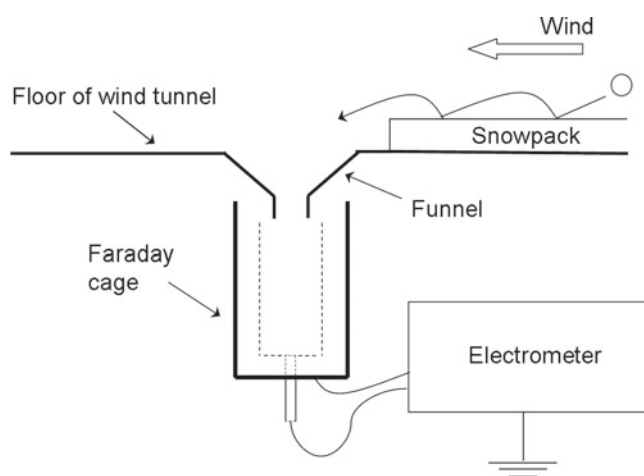 Wind
Floor of wind tunnel
Snowpack
Funnel
Faraday
cage
Electrometer